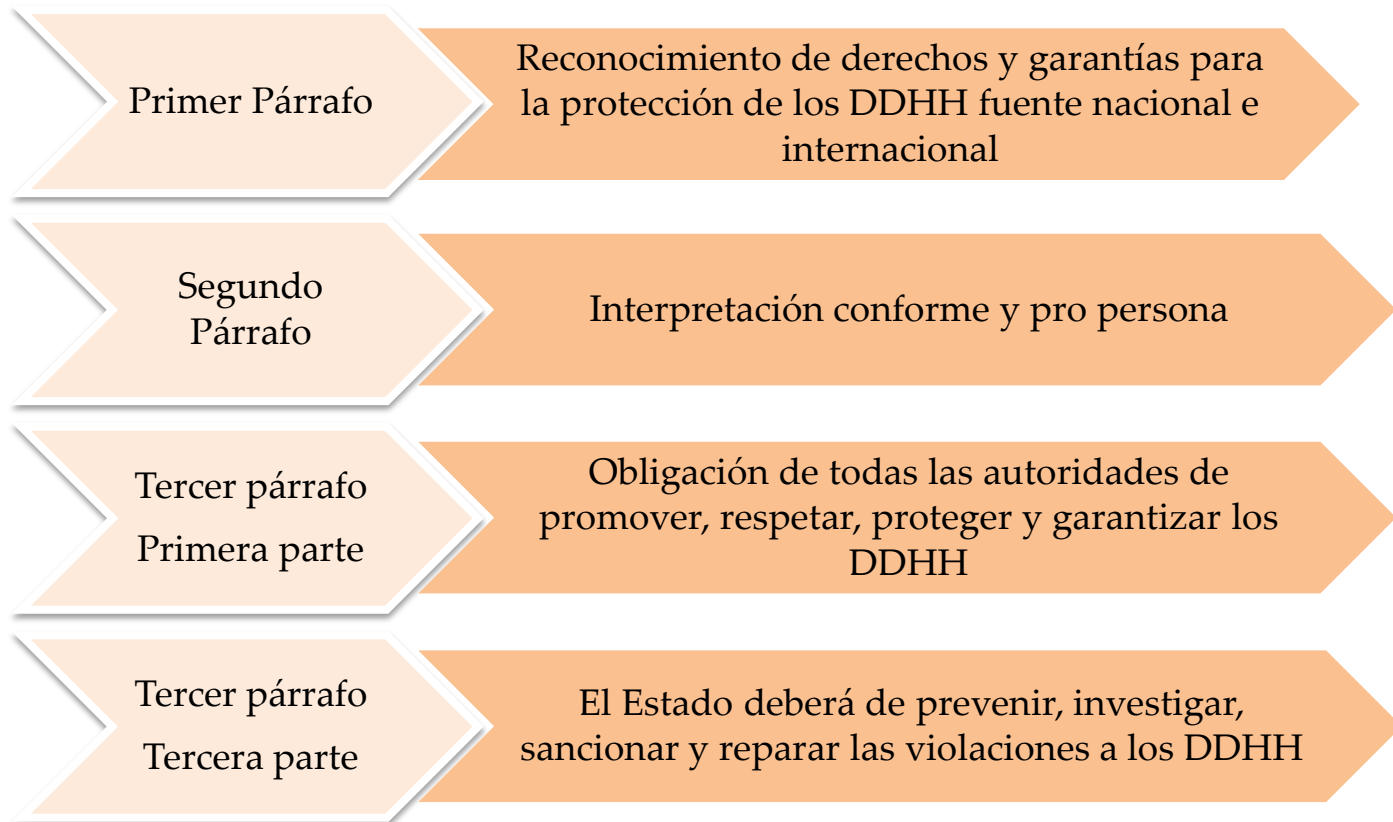 Primer Párrafo
Reconocimiento de derechos y garantías para
la protección de los DDHH fuente nacional e
internacional
Segundo
Párrafo
Interpretación conforme y pro persona
Tercer párrafo
Primera parte
Obligación de todas las autoridades de
promover, respetar, proteger y garantizar los
DDHH
Tercer párrafo
Tercera parte
El Estado deberá de prevenir, investigar,
sancionar y reparar las violaciones a los DDHH